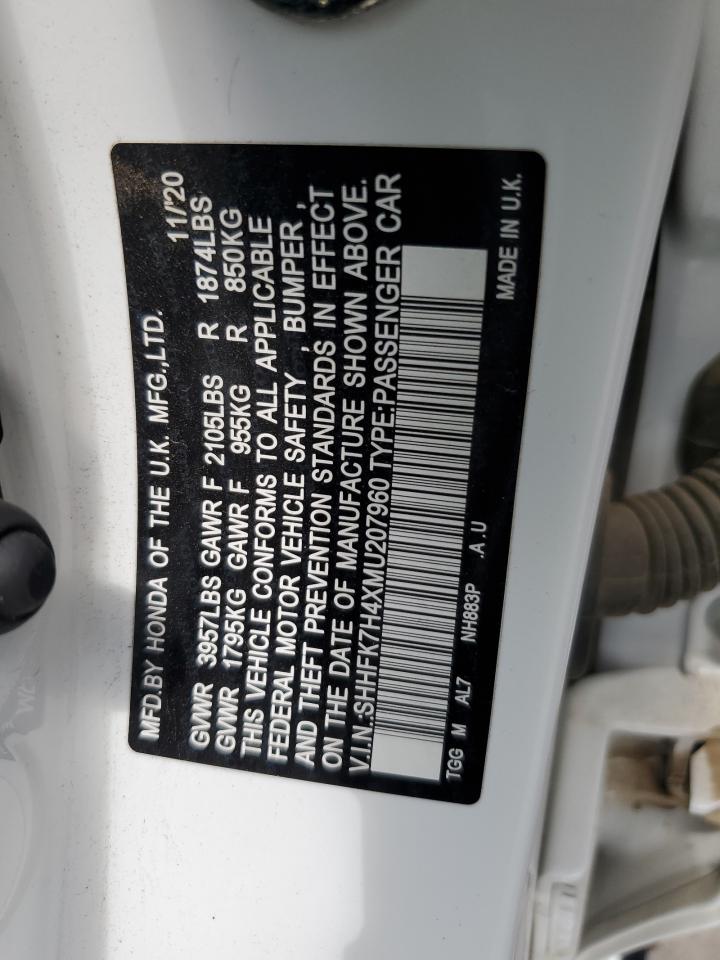 MFD.BY HONDA OF THE U.K. MFG.,LTD. 11/'20
GVWR 3957LBS GAWR F 2105LBS R 1874LBS
GVWR 1795KG GAWR F 955KG R 850KG
THIS VEHICLE CONFORMS TO ALL APPLICABLE
FEDERAL MOTOR VEHICLE SAFETY , BUMPER ,
AND THEFT PREVENTION STANDARDS IN EFFECT
ON THE DATE OF MANUFACTURE SHOWN ABOVE.
V.I.N.:SHHFK7H4XMU207960 TYPE:PASSENGER CAR
TGG M AL7 NH883P .A.U MADE IN U.K.